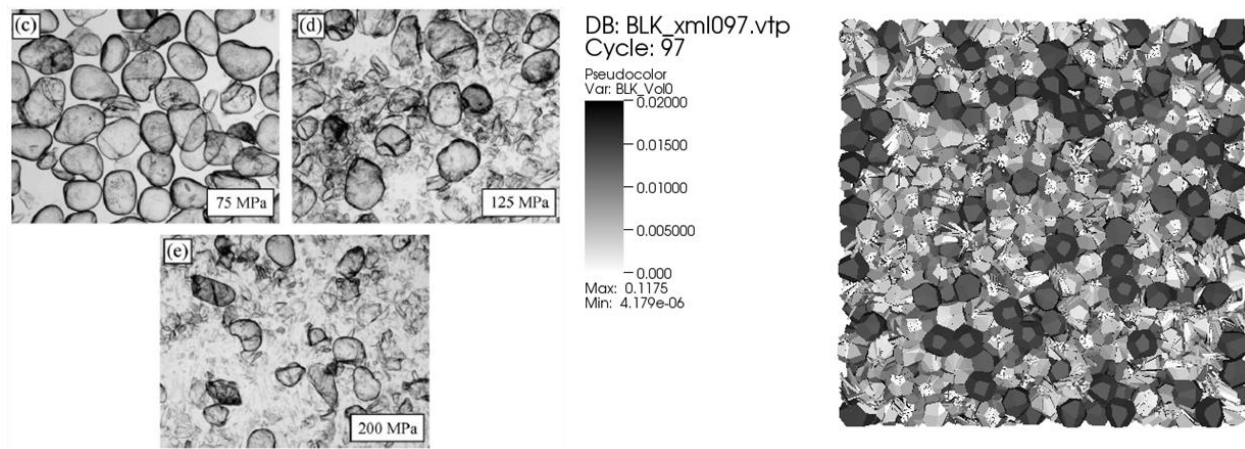 (c)
75 MPa
(d)
125 MPa
(e)
200 MPa
DB: BLK_xml097.vtp
Cycle: 97
Pseudocolor
Var: BLK_Vol0
0.02000
0.01500
0.01000
0.005000
0.000
Max: 0.1175
Min: 4.179e-06